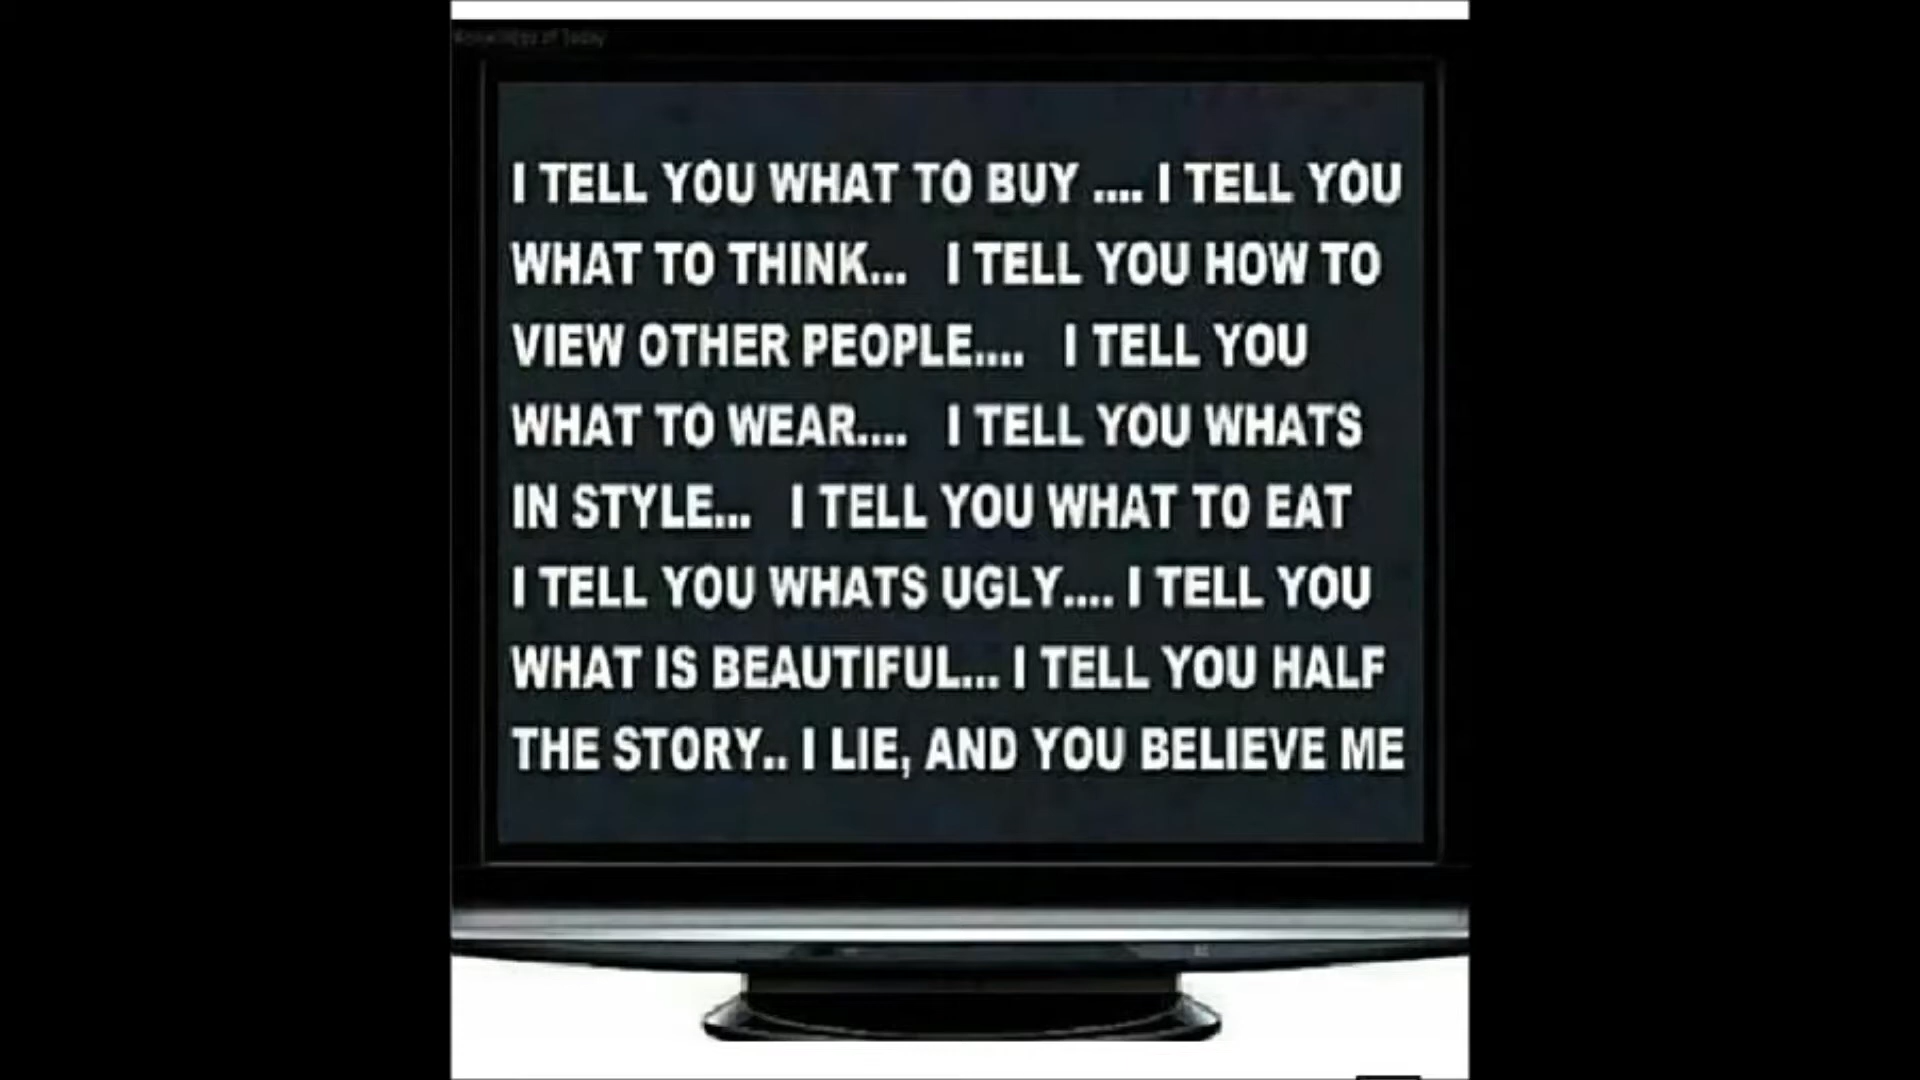 I TELL YOU WHAT TO BUY .... I TELL YOU
WHAT TO THINK... I TELL YOU HOW TO
VIEW OTHER PEOPLE.... I TELL YOU
WHAT TO WEAR.... I TELL YOU WHATS
IN STYLE... I TELL YOU WHAT TO EAT
I TELL YOU WHATS UGLY.... I TELL YOU
WHAT IS BEAUTIFUL... I TELL YOU HALF
THE STORY.. I LIE, AND YOU BELIEVE ME